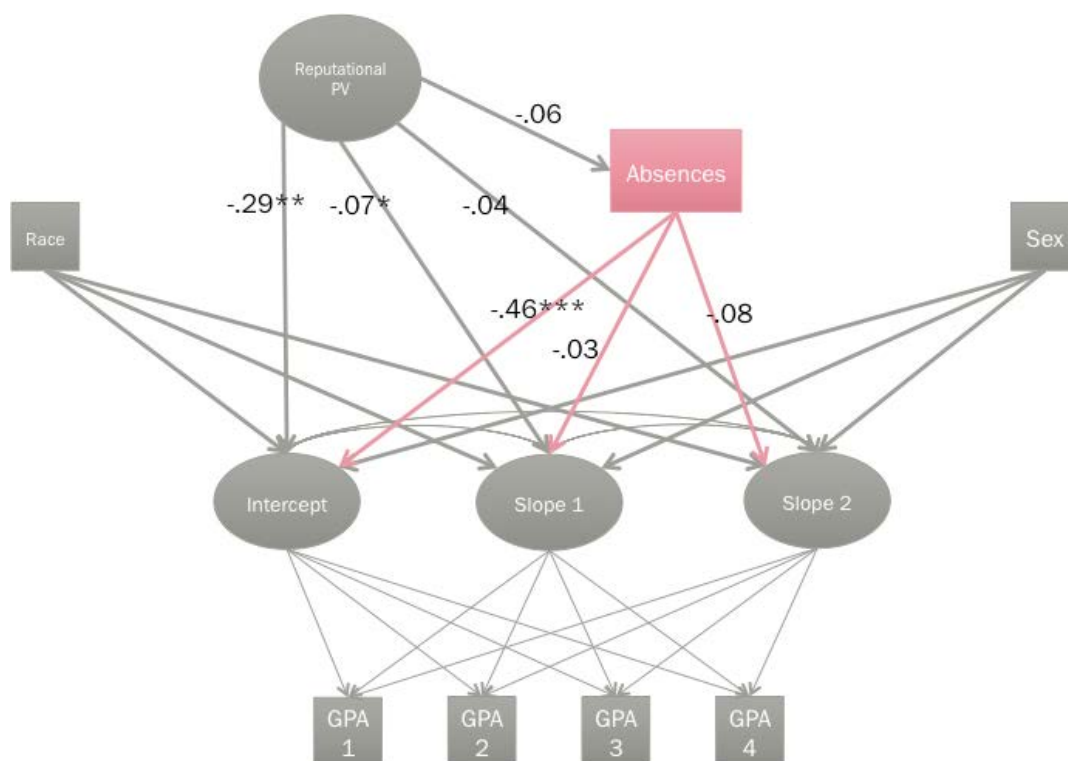 Reputational
PV
-.06
Absences
-.29**
-.07*
-.04
Race
Sex
-.46***
-.08
-.03
Intercept
Slope 1
Slope 2
GPA
1
GPA
2
GPA
3
GPA
4